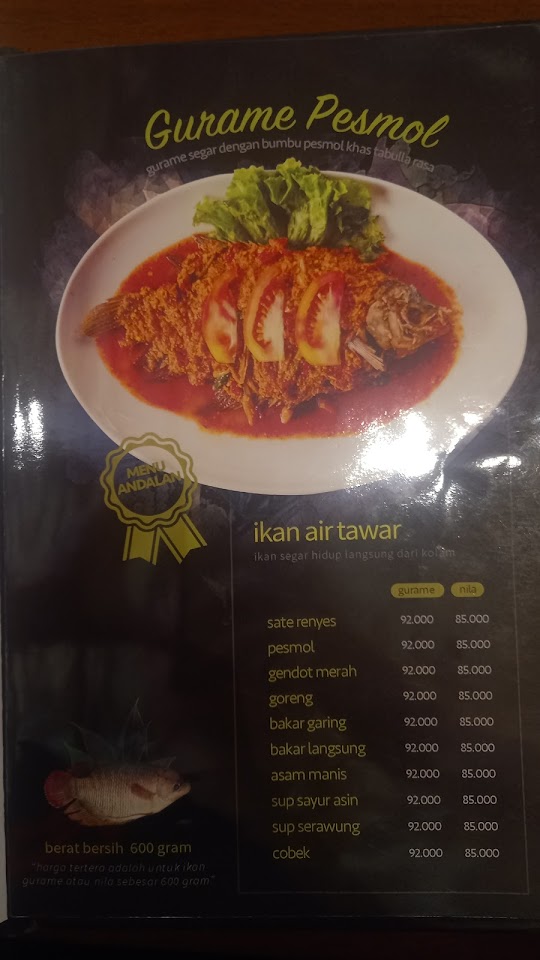 Gurame Pesmol
gurame segar dengan bumbu pesmol khas tabulla rasa
MENU
ANDALAN
ikan air tawar
ikan segar hidup langsung dari kolam
gurame nila
sate renyes 92.000 85.000
pesmol 92.000 85.000
gendot merah 92.000 85.000
goreng 92.000 85.000
bakar garing 92.000 85.000
bakar langsung 92.000 85.000
asam manis 92.000 85.000
sup sayur asin 92.000 85.000
sup serawung 92.000 85.000
cobek 92.000 85.000
berat bersih 600 gram
"harga tertera adalah untuk ikan
gurame atau nila sebesar 600 gram"